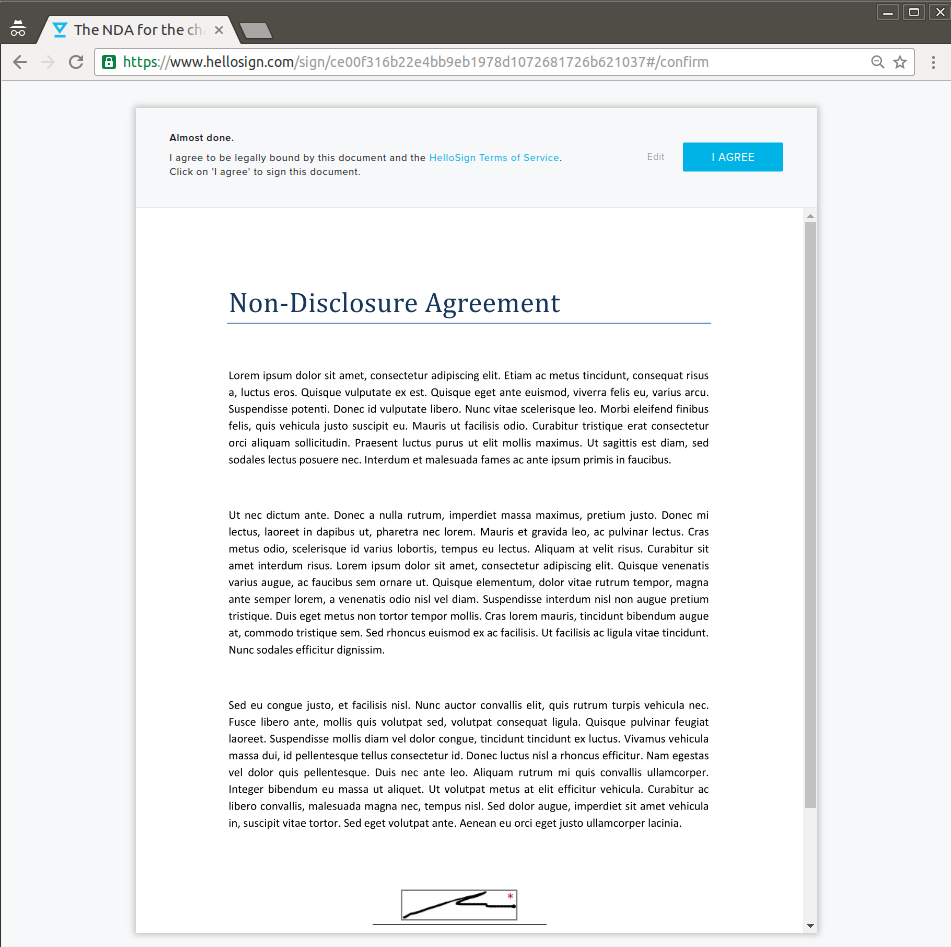 The NDA for the cha
https://www.hellosign.com/sign/ce00f316b22e4bb9eb1978d1072681726b621037#/confirm
Almost done.
I agree to be legally bound by this document and the HelloSign Terms of Service.
Click on 'I agree' to sign this document.
Edit
I AGREE
Non-Disclosure Agreement
Lorem ipsum dolor sit amet, consectetur adipiscing elit. Etiam ac metus tincidunt, consequat risus
a, luctus eros. Quisque vulputate ex est. Quisque eget ante euismod, viverra felis eu, varius arcu.
Suspendisse potenti. Donec id vulputate libero. Nunc vitae scelerisque leo. Morbi eleifend finibus
felis, quis vehicula justo suscipit eu. Mauris ut facilisis odio. Curabitur tristique erat consectetur
orci aliquam sollicitudin. Praesent luctus purus ut elit mollis maximus. Ut sagittis est diam, sed
sodales lectus posuere nec. Interdum et malesuada fames ac ante ipsum primis in faucibus.
Ut nec dictum ante. Donec a nulla rutrum, imperdiet massa maximus, pretium justo. Donec mi
lectus, laoreet in dapibus ut, pharetra nec lorem. Mauris et gravida leo, ac pulvinar lectus. Cras
metus odio, scelerisque id varius lobortis, tempus eu lectus. Aliquam at velit risus. Curabitur sit
amet interdum risus. Lorem ipsum dolor sit amet, consectetur adipiscing elit. Quisque venenatis
varius augue, ac faucibus sem ornare ut. Quisque elementum, dolor vitae rutrum tempor, magna
ante semper lorem, a venenatis odio nisl vel diam. Suspendisse interdum nisl non augue pretium
tristique. Duis eget metus non tortor tempor mollis. Cras lorem mauris, tincidunt bibendum augue
at, commodo tristique sem. Sed rhoncus euismod ex ac facilisis. Ut facilisis ac ligula vitae tincidunt.
Nunc sodales efficitur dignissim.
Sed eu congue justo, et facilisis nisl. Nunc auctor convallis elit, quis rutrum turpis vehicula nec.
Fusce libero ante, mollis quis volutpat sed, volutpat consequat ligula. Quisque pulvinar feugiat
laoreet. Suspendisse mollis diam vel dolor congue, tincidunt tincidunt ex luctus. Vivamus vehicula
massa dui, id pellentesque tellus consectetur id. Donec luctus nisl a rhoncus efficitur. Nam egestas
vel dolor quis pellentesque. Duis nec ante leo. Aliquam rutrum mi quis convallis ullamcorper.
Integer bibendum eu massa ut aliquet. Ut volutpat metus at elit efficitur vehicula. Curabitur ac
libero convallis, malesuada magna nec, tempus nisl. Sed dolor augue, imperdiet sit amet vehicula
in, suscipit vitae tortor. Sed eget volutpat ante. Aenean eu orci eget justo ullamcorper lacinia.
*